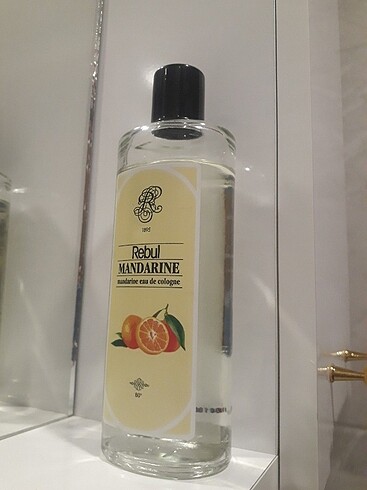 R
1895
Rebul
MANDARINE
mandarine eau de cologne
80°